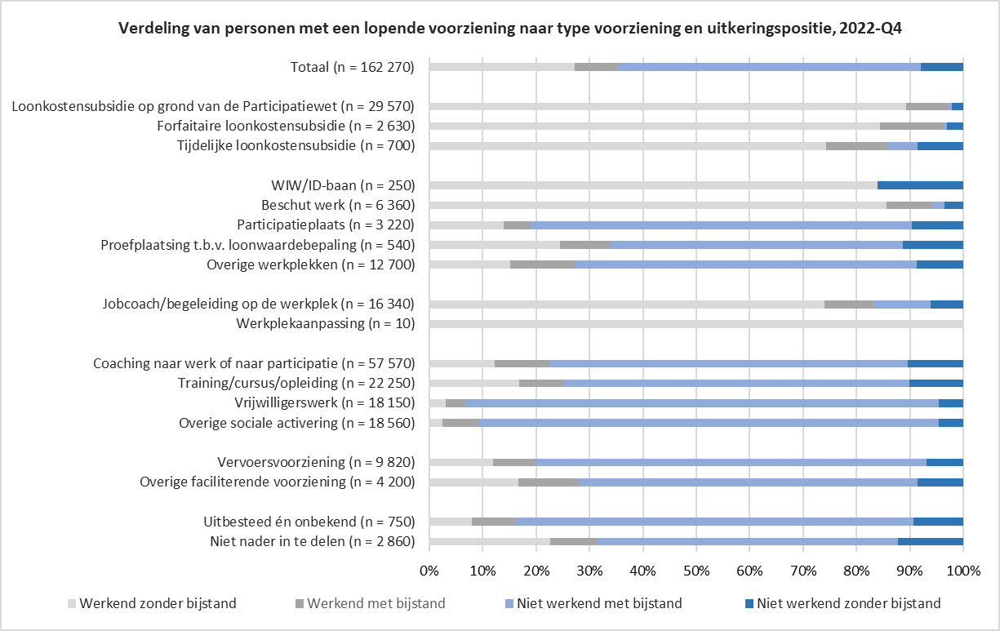 Verdeling van personen met een lopende voorziening naar type voorziening en uitkeringspositie, 2022-Q4
Totaal (n = 162 270)
Loonkostensubsidie op grond van de Participatiewet (n = 29 570)
Forfaitaire loonkostensubsidie (n = 2 630)
Tijdelijke loonkostensubsidie (n = 700)
WIW/ID-baan (n = 250)
Beschut werk (n = 6 360)
Participatieplaats (n = 3 220)
Proefplaatsing t.b.v. loonwaardebepaling (n = 540)
Overige werkplekken (n = 12 700)
Jobcoach/begeleiding op de werkplek (n = 16 340)
Werkplekaanpassing (n = 10)
Coaching naar werk of naar participatie (n = 57 570)
Training/cursus/opleiding (n = 22 250)
Vrijwilligerswerk (n = 18 150)
Overige sociale activering (n = 18 560)
Vervoersvoorziening (n = 9 820)
Overige faciliterende voorziening (n = 4 200)
Uitbesteed én onbekend (n = 750)
Niet nader in te delen (n = 2 860)
0% 10% 20% 30% 40% 50% 60% 70% 80% 90% 100%
Werkend zonder bijstand Werkend met bijstand Niet werkend met bijstand Niet werkend zonder bijstand